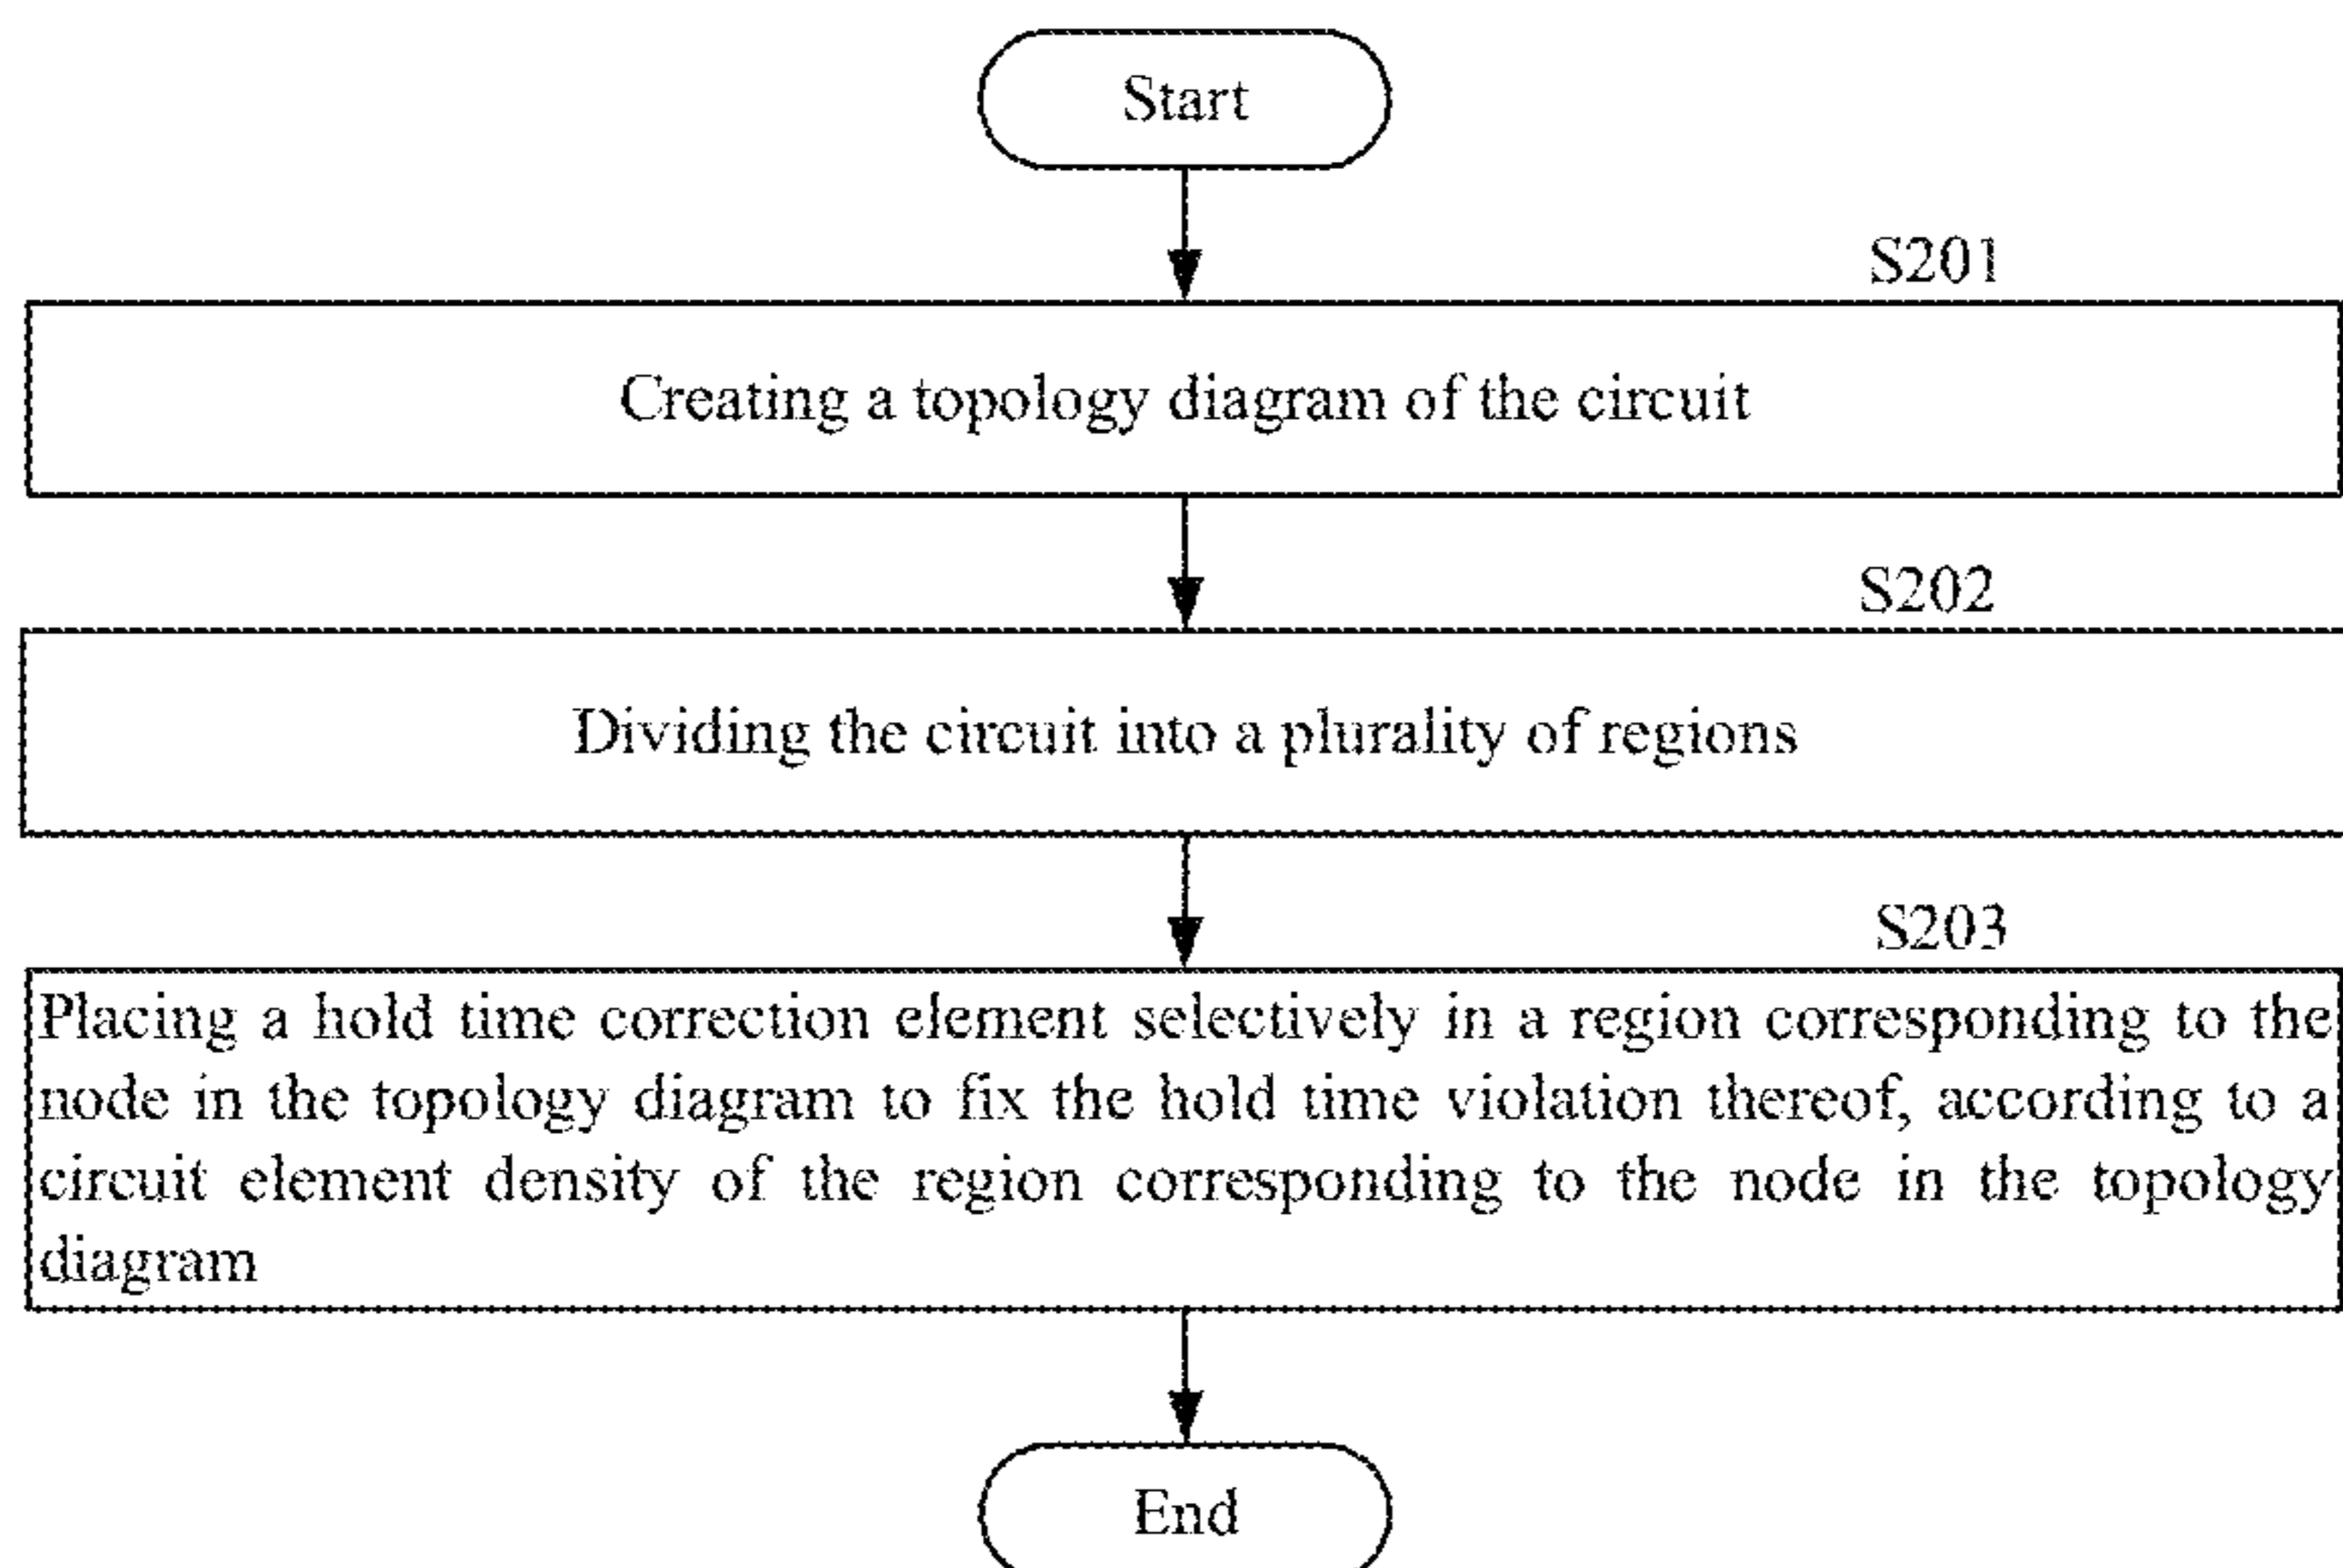 Start
S201
Creating a topology diagram of the circuit
S202
Dividing the circuit into a plurality of regions
S203
Placing a hold time correction element selectively in a region corresponding to the
node in the topology diagram to fix the hold time violation thereof, according to a
circuit element density of the region corresponding to the node in the topology
diagram
End